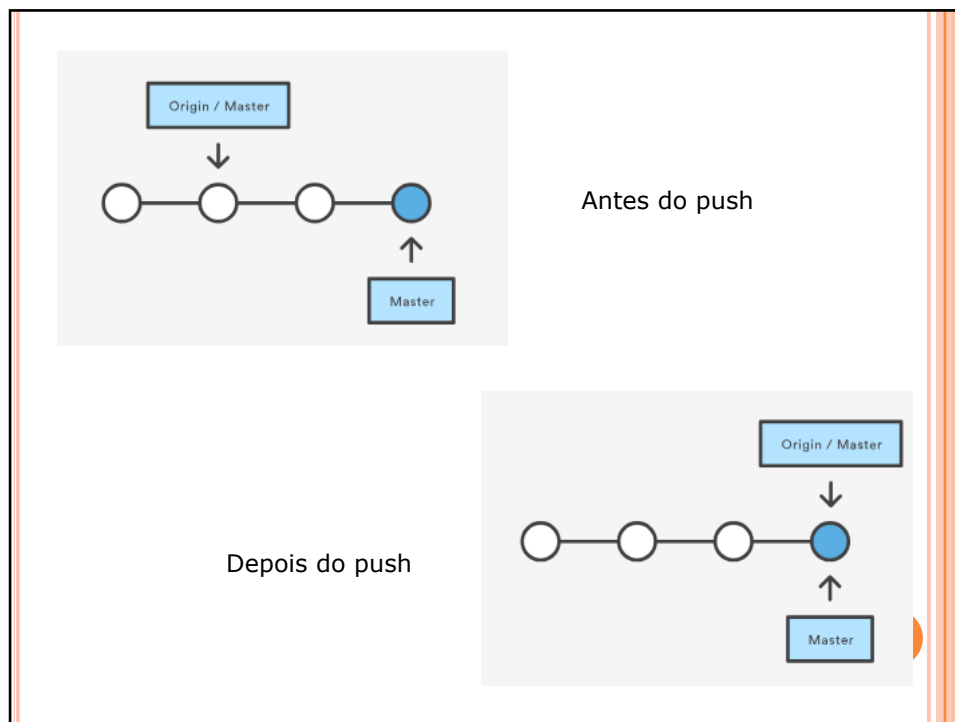 Origin / Master
Master
Antes do push
Origin / Master
Master
Depois do push